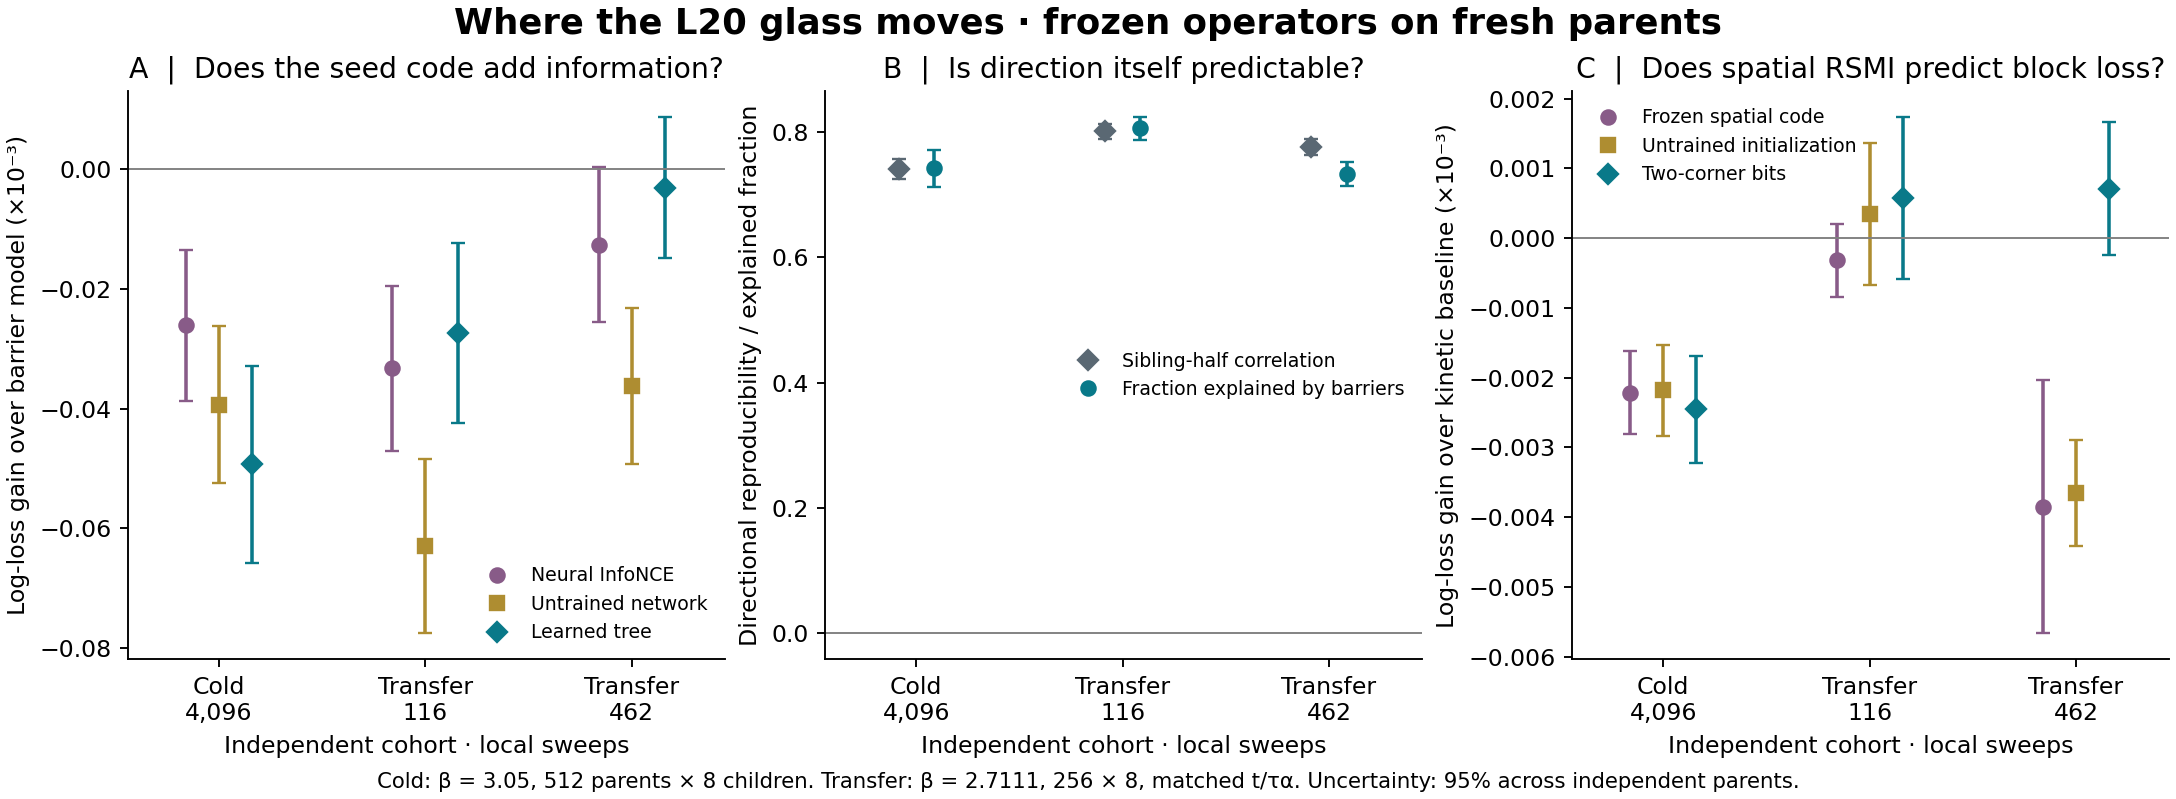 Where the L20 glass moves · frozen operators on fresh parents
A | Does the seed code add information?
Log-loss gain over barrier model (×10⁻³)
0.00
−0.02
−0.04
−0.06
−0.08
Neural InfoNCE
Untrained network
Learned tree
Cold
4,096
Transfer
116
Transfer
462
Independent cohort · local sweeps
B | Is direction itself predictable?
Directional reproducibility / explained fraction
0.8
0.6
0.4
0.2
0.0
Sibling-half correlation
Fraction explained by barriers
Cold
4,096
Transfer
116
Transfer
462
Independent cohort · local sweeps
C | Does spatial RSMI predict block loss?
Log-loss gain over kinetic baseline (×10⁻³)
0.002
0.001
0.000
−0.001
−0.002
−0.003
−0.004
−0.005
−0.006
Frozen spatial code
Untrained initialization
Two-corner bits
Cold
4,096
Transfer
116
Transfer
462
Independent cohort · local sweeps
Cold: β = 3.05, 512 parents × 8 children. Transfer: β = 2.7111, 256 × 8, matched t/τα. Uncertainty: 95% across independent parents.